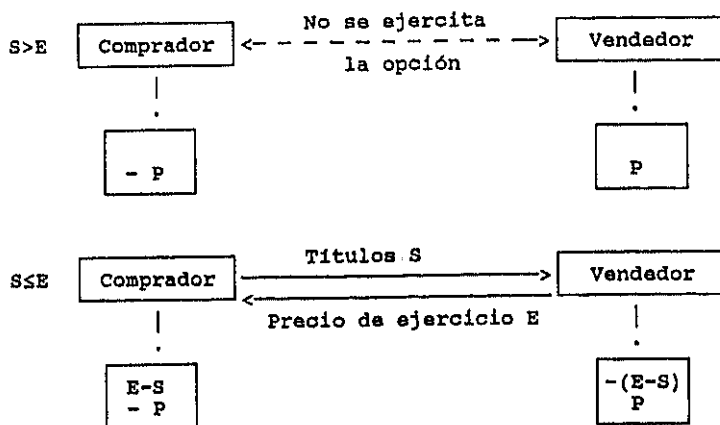 No se ejercita
S>E Comprador Vendedor
la opción
- P P
Títulos S
S≤E Comprador Vendedor
Precio de ejercicio E
E-S -(E-S)
- P P